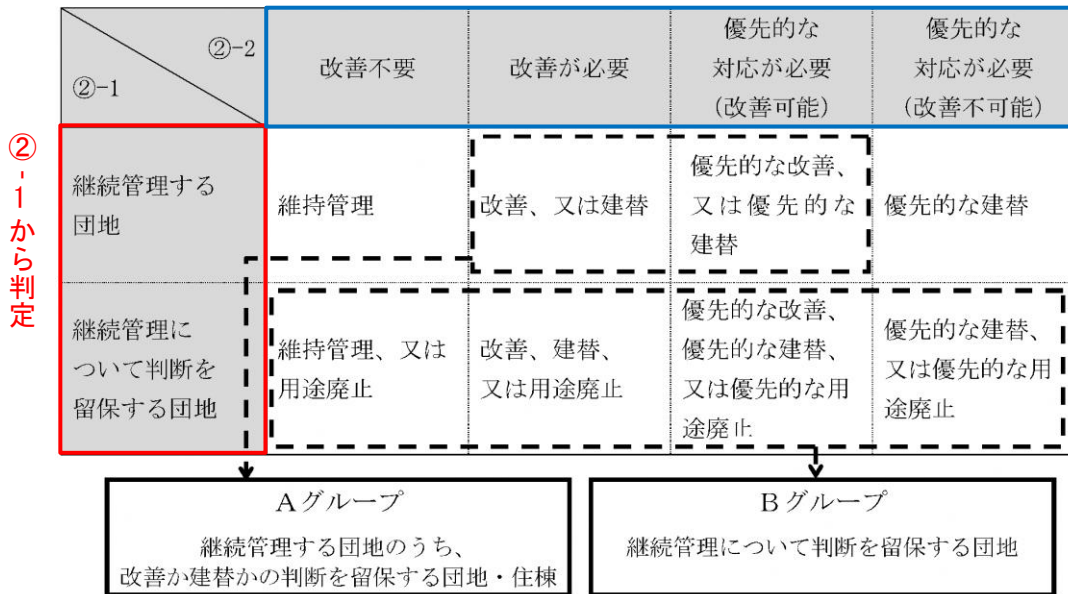 ②-2
②-1
改善不要
改善が必要
優先的な
対応が必要
(改善可能)
優先的な
対応が必要
(改善不可能)
②-1から判定
継続管理する
団地
維持管理
改善、又は建替
優先的な改善、
又は優先的な
建替
優先的な建替
継続管理に
ついて判断を
留保する団地
維持管理、又は
用途廃止
改善、建替、
又は用途廃止
優先的な改善、
優先的な建替、
又は優先的な用
途廃止
優先的な建替、
又は優先的な用
途廃止
Aグループ
継続管理する団地のうち、
改善か建替かの判断を留保する団地・住棟
Bグループ
継続管理について判断を留保する団地